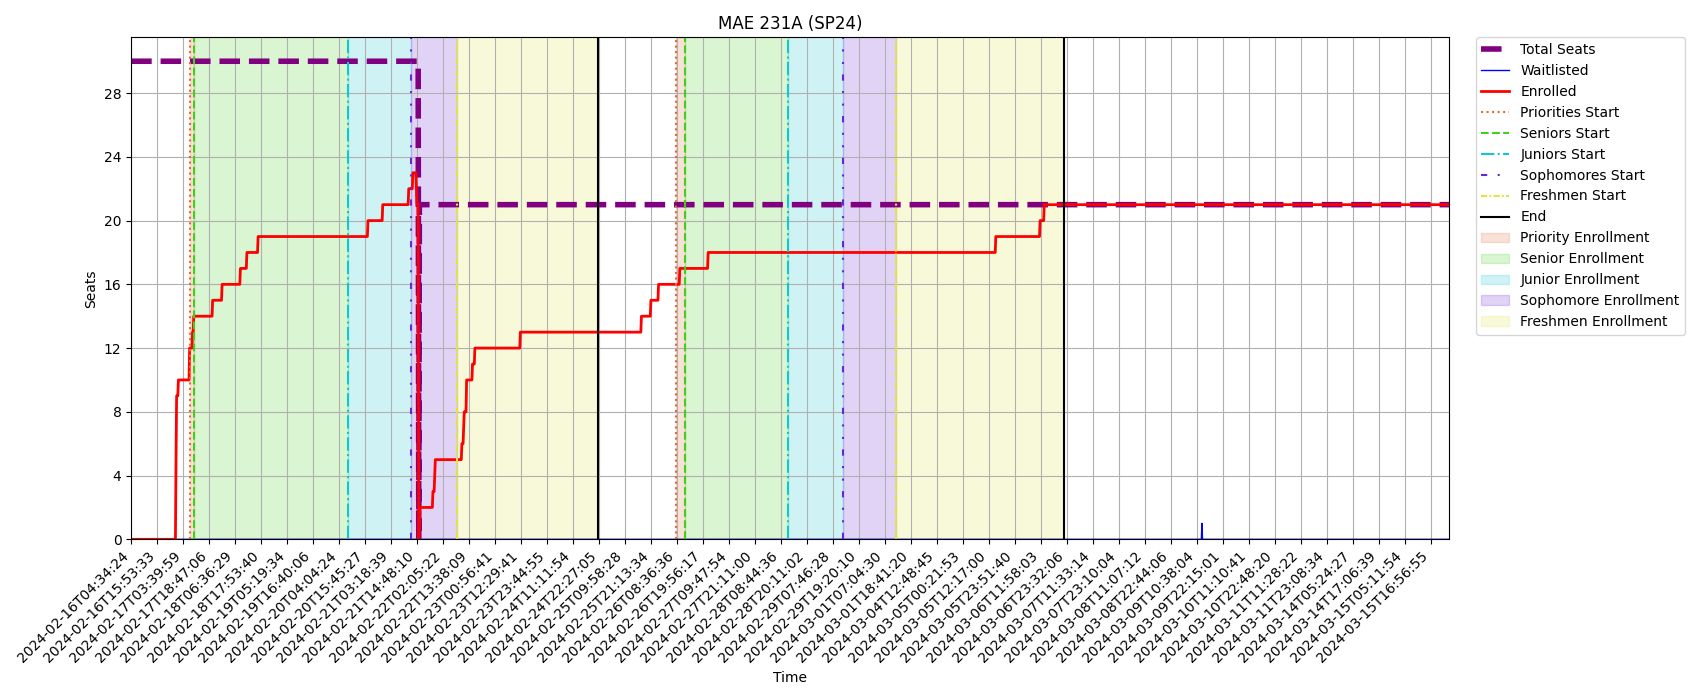 MAE 231A (SP24)
Seats
28
24
20
16
12
8
4
0
2024-02-16T04:34:24
2024-02-16T15:53:33
2024-02-17T03:39:59
2024-02-17T18:47:06
2024-02-18T06:36:29
2024-02-18T17:53:40
2024-02-19T05:19:34
2024-02-19T16:40:06
2024-02-20T04:04:24
2024-02-20T15:45:27
2024-02-21T03:18:39
2024-02-21T14:48:10
2024-02-22T02:05:22
2024-02-22T13:38:09
2024-02-23T00:56:41
2024-02-23T12:29:41
2024-02-23T23:44:55
2024-02-24T11:11:54
2024-02-24T22:27:05
2024-02-25T09:58:28
2024-02-25T21:13:34
2024-02-26T08:36:36
2024-02-26T19:56:17
2024-02-27T09:47:54
2024-02-27T21:11:00
2024-02-28T08:44:36
2024-02-28T20:11:02
2024-02-29T07:46:28
2024-02-29T19:20:10
2024-03-01T07:04:30
2024-03-01T18:41:20
2024-03-04T12:48:45
2024-03-05T00:21:53
2024-03-05T12:17:00
2024-03-05T23:51:40
2024-03-06T11:58:03
2024-03-06T23:32:06
2024-03-07T11:33:14
2024-03-07T23:10:04
2024-03-08T11:07:12
2024-03-08T22:44:06
2024-03-09T10:38:04
2024-03-09T22:15:01
2024-03-10T11:10:41
2024-03-10T22:48:20
2024-03-11T11:28:22
2024-03-11T23:08:34
2024-03-14T05:24:27
2024-03-14T17:06:39
2024-03-15T05:11:54
2024-03-15T16:56:55
Time
Total Seats
Waitlisted
Enrolled
Priorities Start
Seniors Start
Juniors Start
Sophomores Start
Freshmen Start
End
Priority Enrollment
Senior Enrollment
Junior Enrollment
Sophomore Enrollment
Freshmen Enrollment